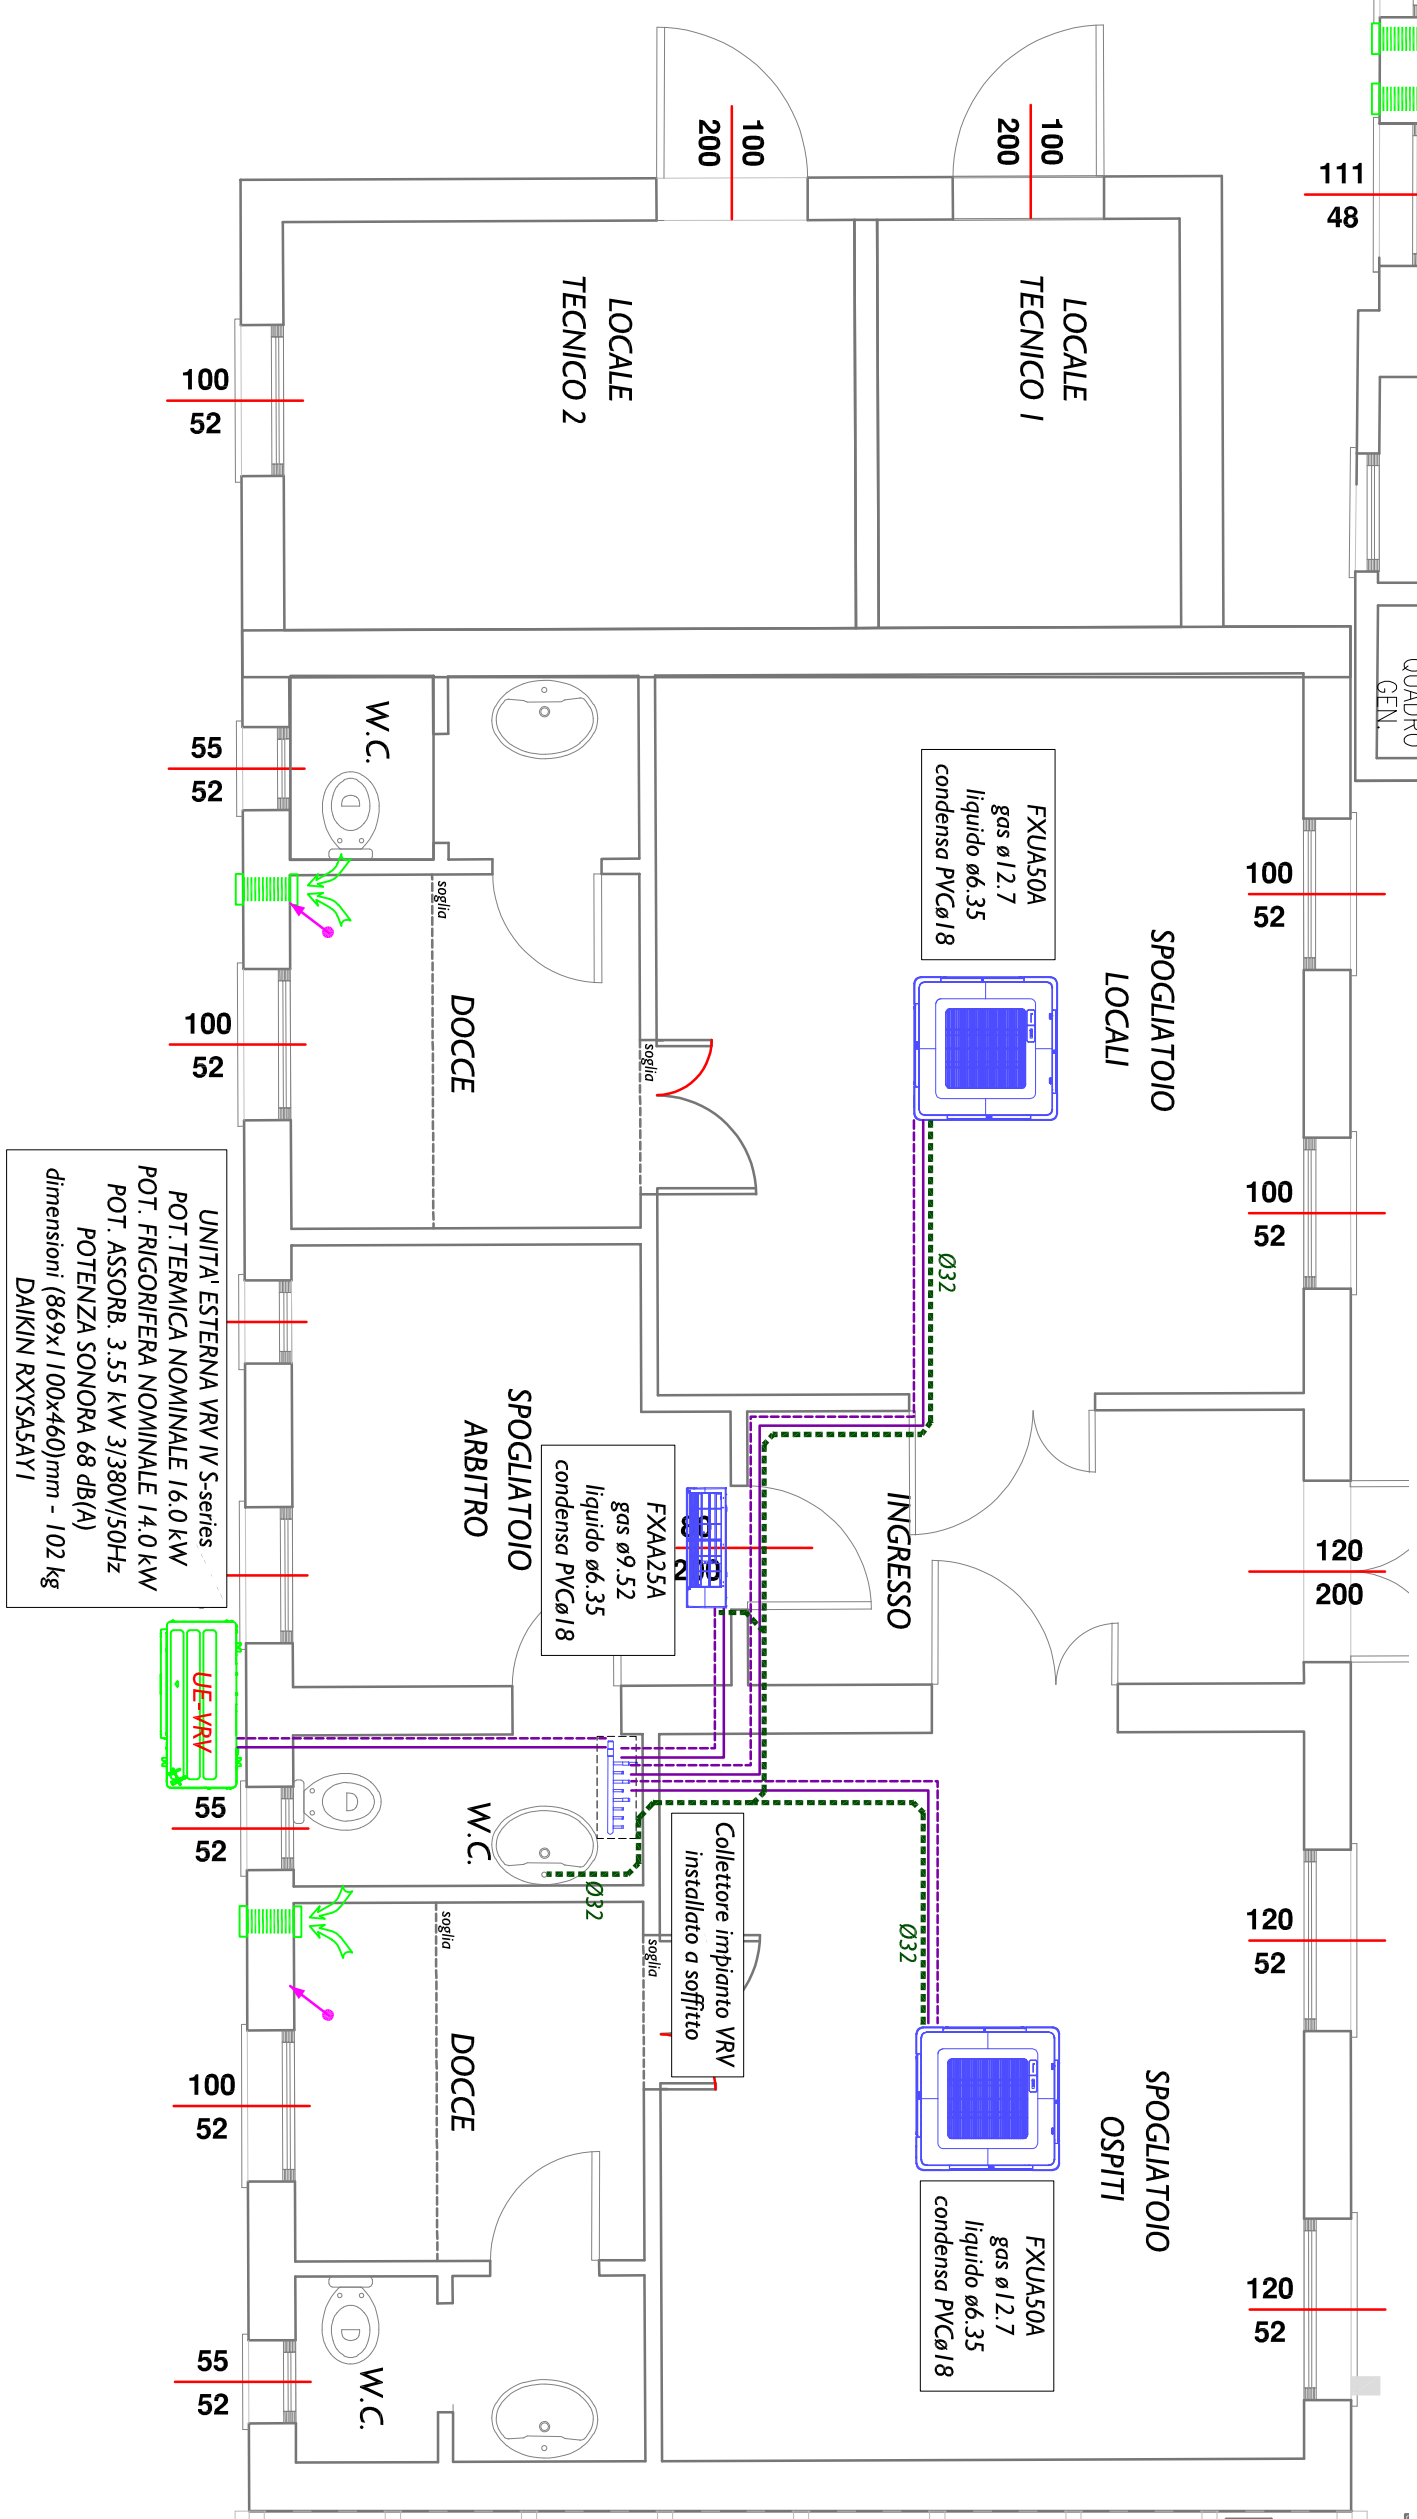 100
200
100
200
111
48
LOCALE
TECNICO 1
LOCALE
TECNICO 2
100
52
QUADRO
GEN.
W.C.
55
52
FXUA50A
gas ø12.7
liquido ø6.35
condensa PVCø18
100
52
soglia
SPOGLIATOIO
LOCALI
DOCCE
100
52
soglia
100
52
Ø32
UNITA' ESTERNA VRV IV S-series
POT.TERMICA NOMINALE 16.0 kW
POT. FRIGORIFERA NOMINALE 14.0 kW
POT. ASSORB. 3.55 kW 3/380V/50Hz
POTENZA SONORA 68 dB(A)
dimensioni (869x1100x460)mm - 102 kg
DAIKIN RXYSA5AY1
SPOGLIATOIO
ARBITRO
FXAA25A
gas ø9.52
liquido ø6.35
condensa PVCø18
INGRESSO
120
200
UE-VRV
55
52
W.C.
Ø32
Collettore impianto VRV
installato a soffitto
Ø32
120
52
soglia
soglia
DOCCE
100
52
SPOGLIATOIO
OSPITI
FXUA50A
gas ø12.7
liquido ø6.35
condensa PVCø18
120
52
W.C.
55
52